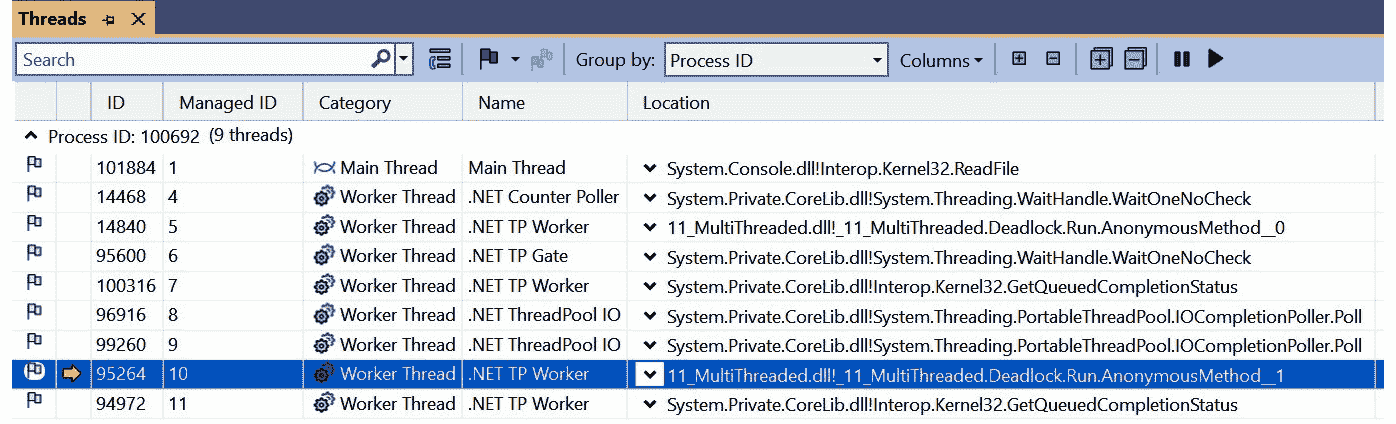 Threads
Search Group by: Process ID Columns
ID Managed ID Category Name Location
Process ID: 100692 (9 threads)
101884 1 Main Thread Main Thread System.Console.dll!Interop.Kernel32.ReadFile
14468 4 Worker Thread .NET Counter Poller System.Private.CoreLib.dll!System.Threading.WaitHandle.WaitOneNoCheck
14840 5 Worker Thread .NET TP Worker 11_MultiThreaded.dll!_11_MultiThreaded.Deadlock.Run.AnonymousMethod__0
95600 6 Worker Thread .NET TP Gate System.Private.CoreLib.dll!System.Threading.WaitHandle.WaitOneNoCheck
100316 7 Worker Thread .NET TP Worker System.Private.CoreLib.dll!Interop.Kernel32.GetQueuedCompletionStatus
96916 8 Worker Thread .NET ThreadPool IO System.Private.CoreLib.dll!System.Threading.PortableThreadPool.IOCompletionPoller.Poll
99260 9 Worker Thread .NET ThreadPool IO System.Private.CoreLib.dll!System.Threading.PortableThreadPool.IOCompletionPoller.Poll
95264 10 Worker Thread .NET TP Worker 11_MultiThreaded.dll!_11_MultiThreaded.Deadlock.Run.AnonymousMethod__1
94972 11 Worker Thread .NET TP Worker System.Private.CoreLib.dll!Interop.Kernel32.GetQueuedCompletionStatus